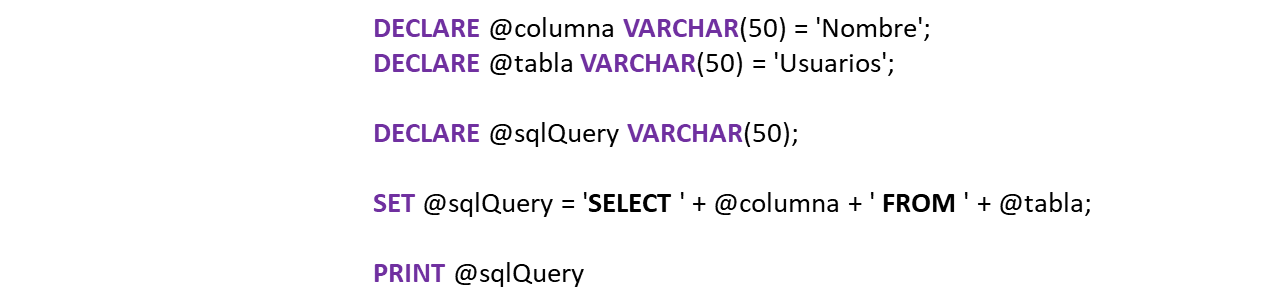 DECLARE @columna VARCHAR(50) = 'Nombre';
DECLARE @tabla VARCHAR(50) = 'Usuarios';
DECLARE @sqlQuery VARCHAR(50);
SET @sqlQuery = 'SELECT ' + @columna + ' FROM ' + @tabla;
PRINT @sqlQuery